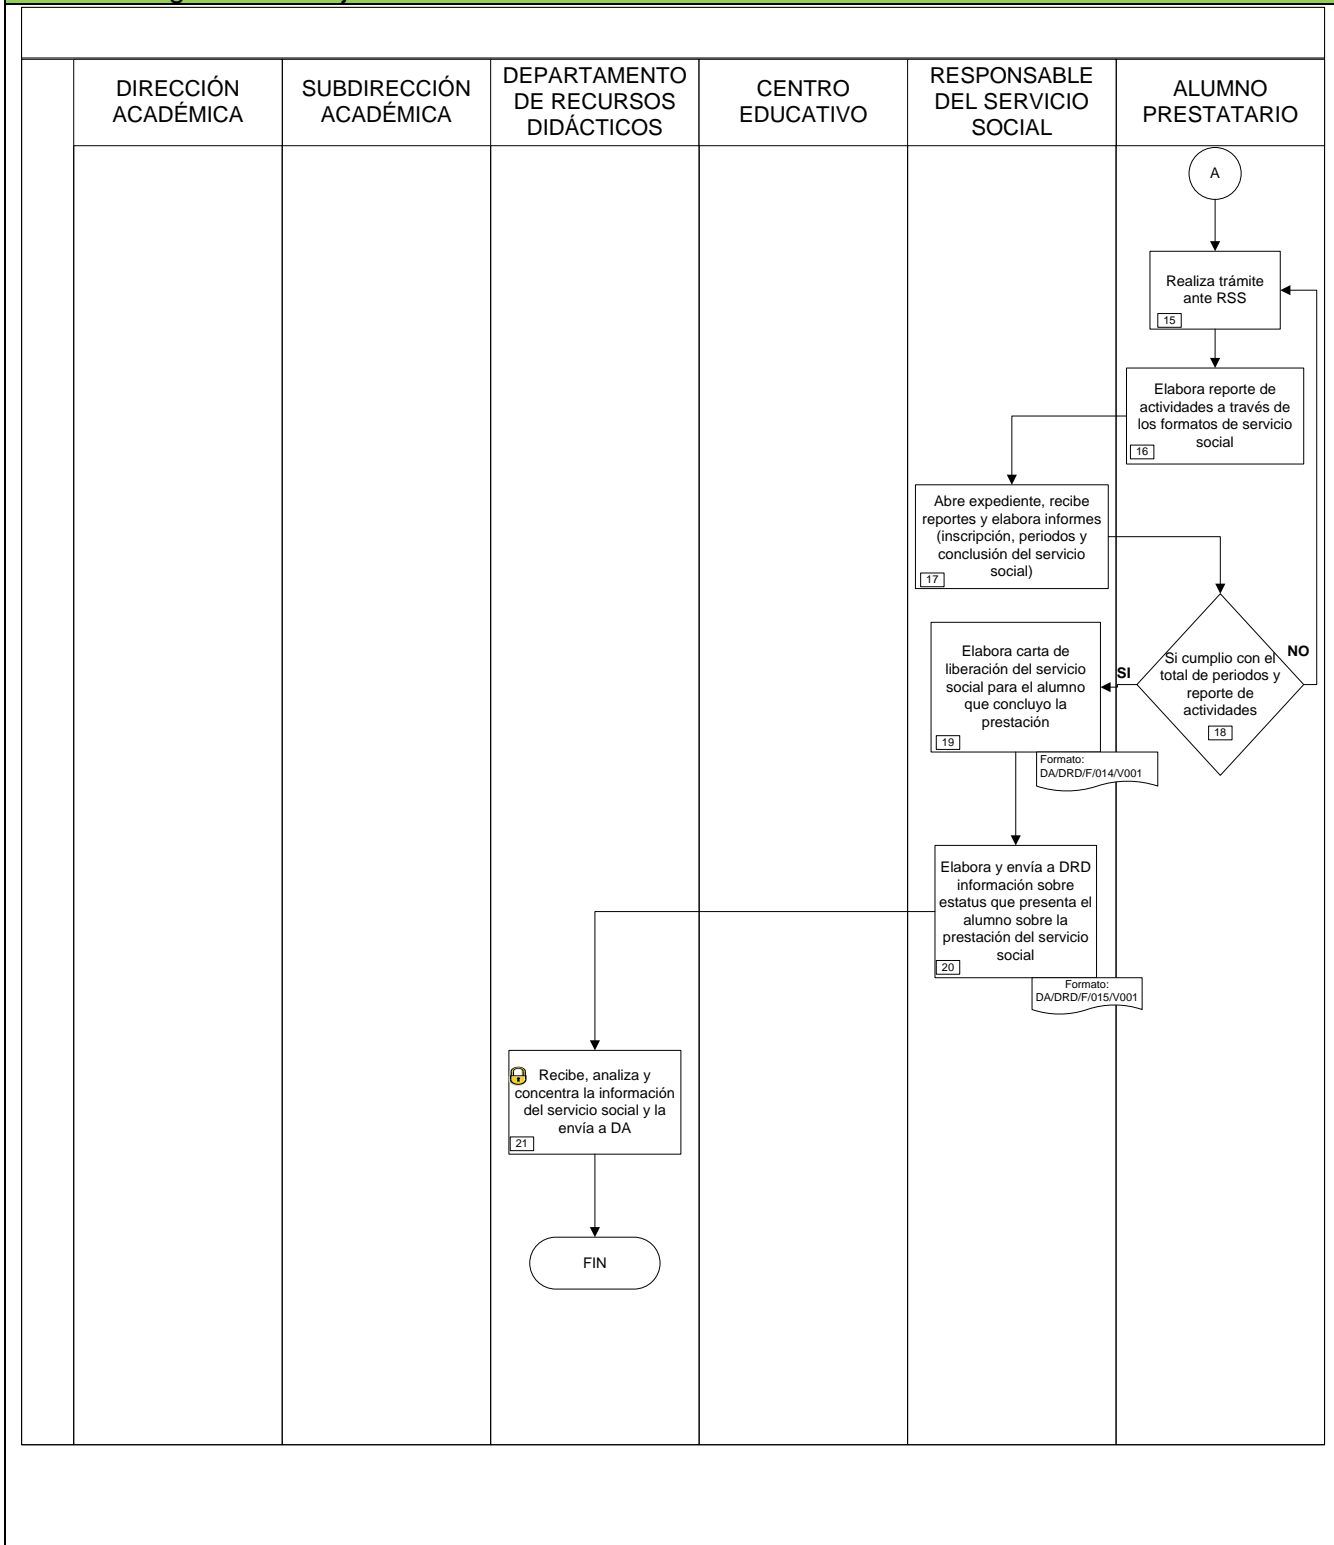 DIRECCIÓN
ACADÉMICA
SUBDIRECCIÓN
ACADÉMICA
DEPARTAMENTO
DE RECURSOS
DIDÁCTICOS
CENTRO
EDUCATIVO
RESPONSABLE
DEL SERVICIO
SOCIAL
ALUMNO
PRESTATARIO
A
Realiza trámite
ante RSS
15
Elabora reporte de
actividades a través de
los formatos de servicio
social
16
Abre expediente, recibe
reportes y elabora informes
(inscripción, periodos y
conclusión del servicio
social)
17
Si cumplio con el
total de periodos y
reporte de
actividades
18
NO
SI
Elabora carta de
liberación del servicio
social para el alumno
que concluyo la
prestación
19
Formato:
DA/DRD/F/014/V001
Elabora y envía a DRD
información sobre
estatus que presenta el
alumno sobre la
prestación del servicio
social
20
Formato:
DA/DRD/F/015/V001
Recibe, analiza y
concentra la información
del servicio social y la
envía a DA
21
FIN